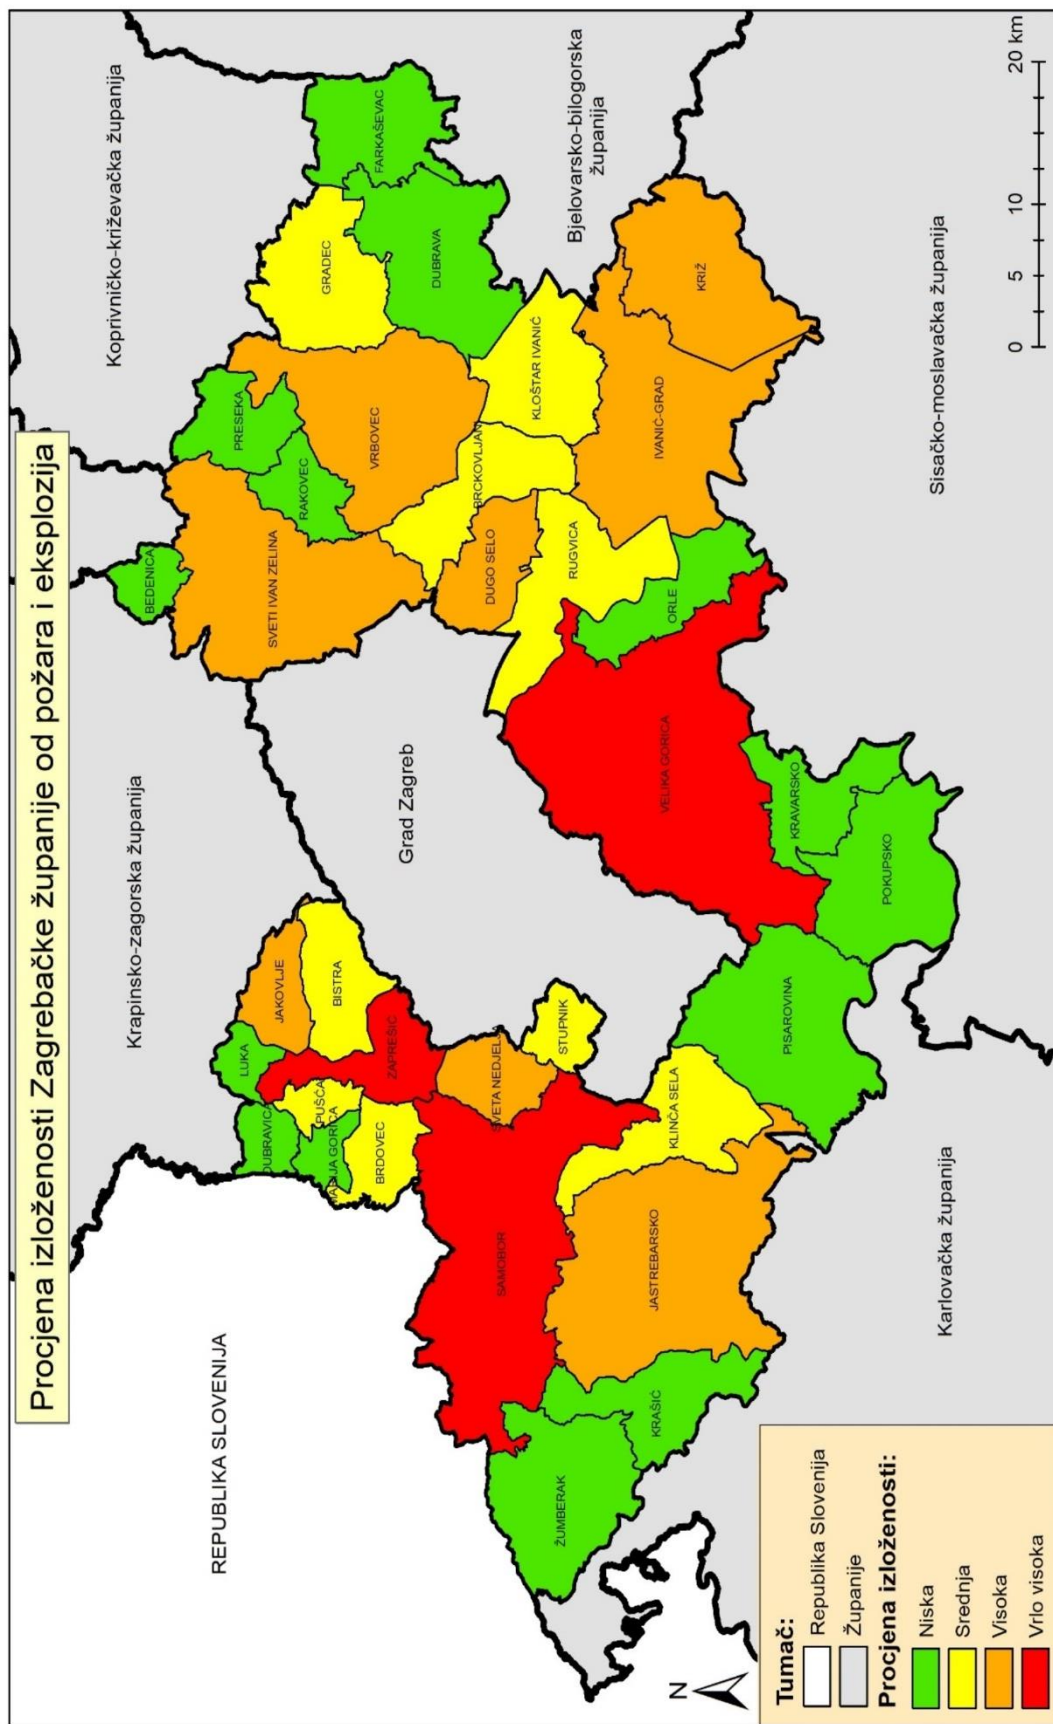 Procjena izloženosti Zagrebačke županije od požara i eksplozija
REPUBLIKA SLOVENIJA
Krapinsko-zagorska županija
Koprivničko-križevačka županija
Bjelovarsko-bilogorska
županija
Grad Zagreb
Sisačko-moslavačka županija
Karlovačka županija
BEDENICA
PRESEKA
RAKOVEC
SVETI IVAN ZELINA
VRBOVEC
GRADEC
FARKAŠEVAC
DUBRAVA
BRCKOVLJANI
KLOŠTAR IVANIĆ
DUGO SELO
RUGVICA
IVANIĆ-GRAD
KRIŽ
ORLE
VELIKA GORICA
KRAVARSKO
POKUPSKO
PISAROVINA
LUKA
JAKOVLJE
BISTRA
DUBRAVICA
PUŠĆA
MARIJA GORICA
BRDOVEC
ZAPREŠIĆ
SVETA NEDJELJA
STUPNIK
SAMOBOR
KLINČA SELA
JASTREBARSKO
KRAŠIĆ
ŽUMBERAK
N
Tumač:
Republika Slovenija
Županije
Procjena izloženosti:
Niska
Srednja
Visoka
Vrlo visoka
0 5 10 20 km